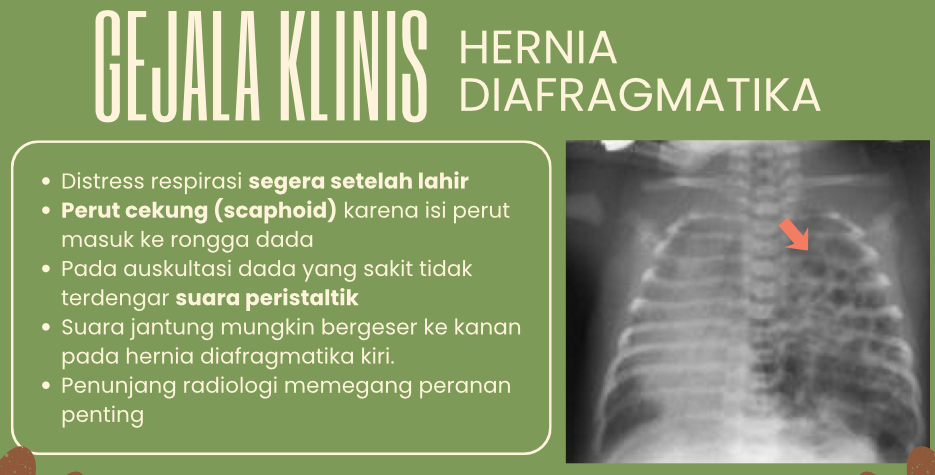 GEJALA KLINIS
HERNIA
DIAFRAGMATIKA
• Distress respirasi segera setelah lahir
• Perut cekung (scaphoid) karena isi perut
masuk ke rongga dada
• Pada auskultasi dada yang sakit tidak
terdengar suara peristaltik
• Suara jantung mungkin bergeser ke kanan
pada hernia diafragmatika kiri.
• Penunjang radiologi memegang peranan
penting